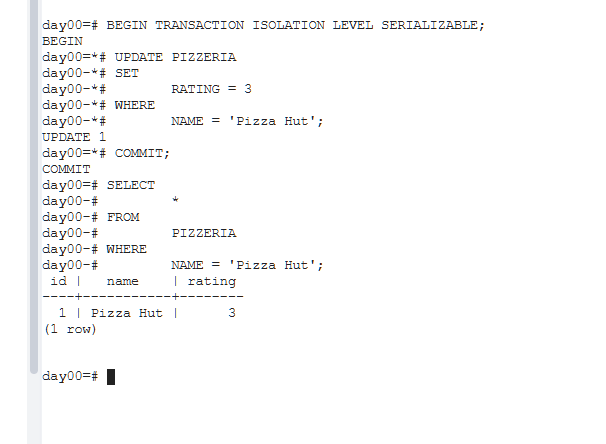 day00=# BEGIN TRANSACTION ISOLATION LEVEL SERIALIZABLE;
BEGIN
day00=*# UPDATE PIZZERIA
day00-*# SET
day00-*#        RATING = 3
day00-*# WHERE
day00-*#        NAME = 'Pizza Hut';
UPDATE 1
day00=*# COMMIT;
COMMIT
day00=# SELECT
day00-#         *
day00-# FROM
day00-#         PIZZERIA
day00-# WHERE
day00-#         NAME = 'Pizza Hut';
 id |   name    | rating
----+-----------+--------
  1 | Pizza Hut |      3
(1 row)
day00=#